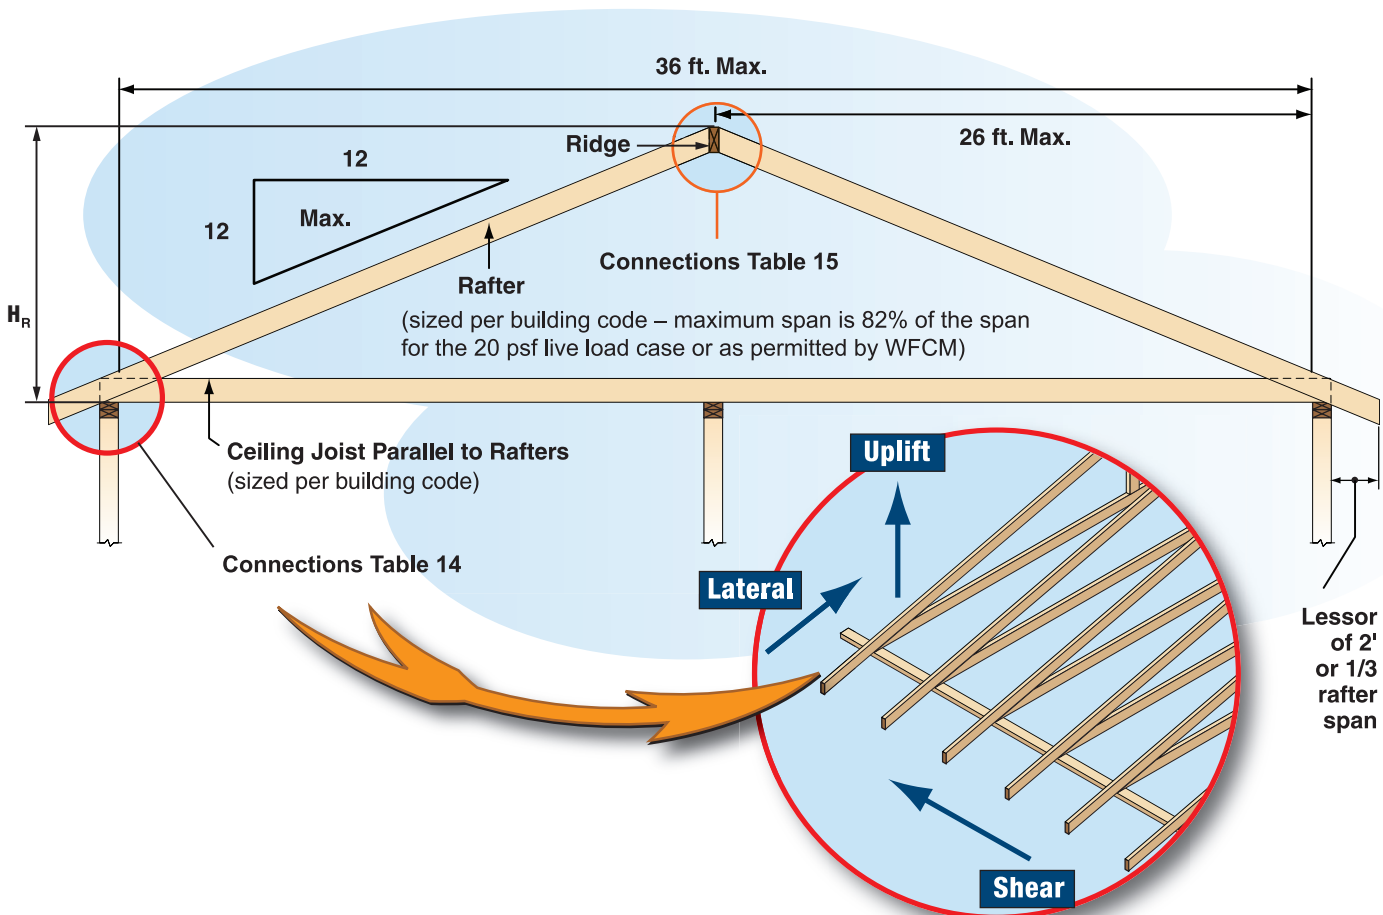 36 ft. Max.
26 ft. Max.
Ridge
12
12
Max.
Connections Table 15
Rafter
(sized per building code – maximum span is 82% of the span
for the 20 psf live load case or as permitted by WFCM)
HR
Ceiling Joist Parallel to Rafters
(sized per building code)
Connections Table 14
Uplift
Lateral
Shear
Lessor
of 2'
or 1/3
rafter
span